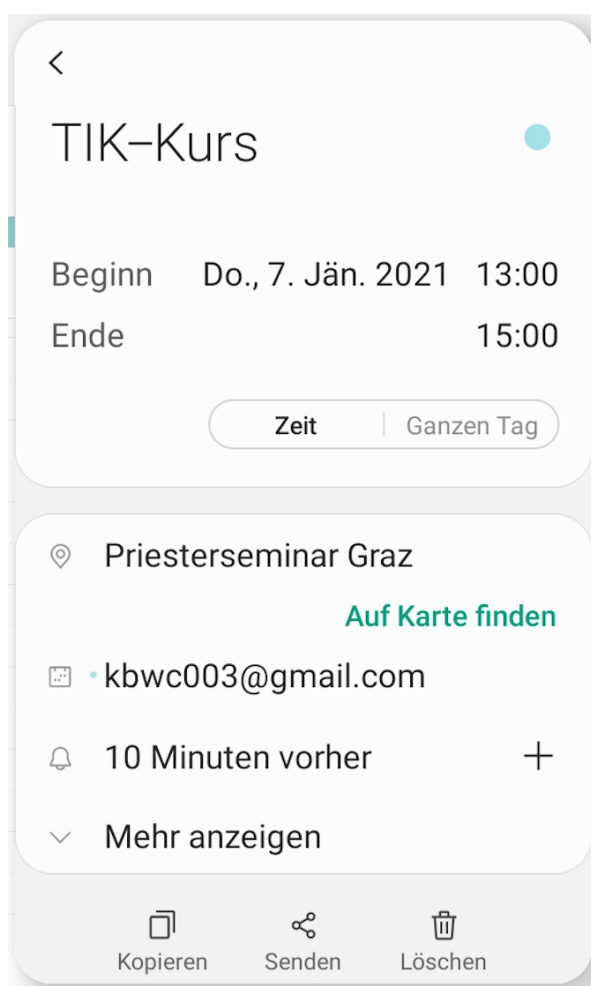 TIK–Kurs
Beginn Do., 7. Jän. 2021 13:00
Ende 15:00
Zeit Ganzen Tag
Priesterseminar Graz
Auf Karte finden
kbwc003@gmail.com
10 Minuten vorher
Mehr anzeigen
Kopieren Senden Löschen